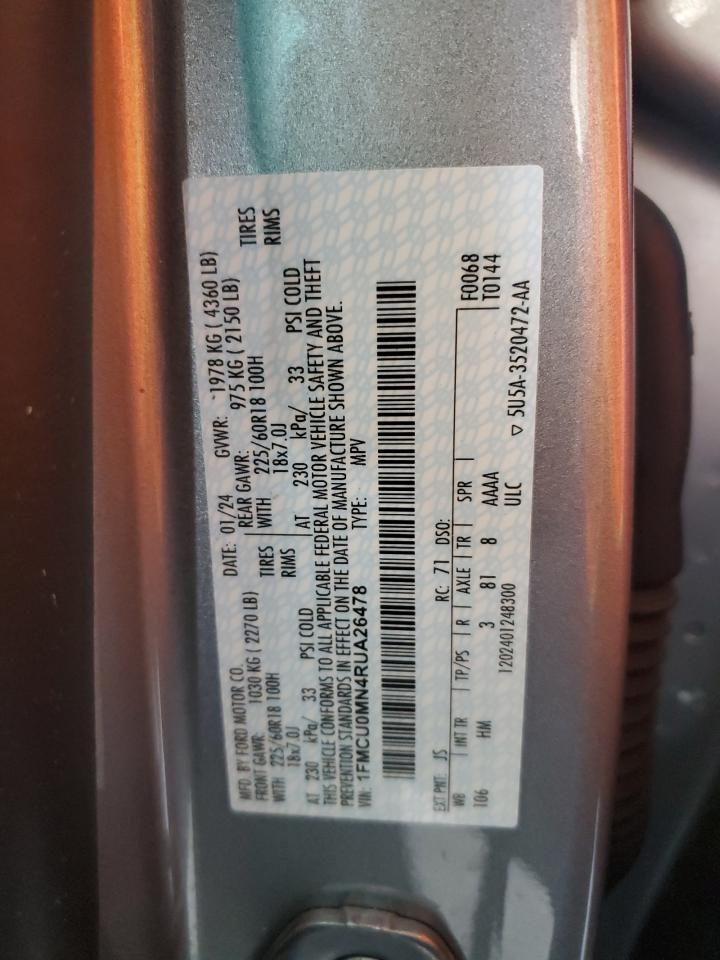 MFD. BY FORD MOTOR CO. DATE: 01/24 GVWR: 1978 KG ( 4360 LB)
FRONT GAWR: 1030 KG ( 2270 LB) REAR GAWR: 975 KG ( 2150 LB)
WITH 225/60R18 100H TIRES WITH 225/60R18 100H TIRES
18x7.0J RIMS 18x7.0J RIMS
AT 230 kPa/ 33 PSI COLD AT 230 kPa/ 33 PSI COLD
THIS VEHICLE CONFORMS TO ALL APPLICABLE FEDERAL MOTOR VEHICLE SAFETY AND THEFT
PREVENTION STANDARDS IN EFFECT ON THE DATE OF MANUFACTURE SHOWN ABOVE.
VIN: 1FMCU0MN4RUA26478 TYPE: MPV
EXT PNT: JS RC: 71 DSO: F0068
WB INT TR TP/PS R AXLE TR SPR T0144
106 HM 3 81 8 AAAA
ULC
1202401248300 ▽ 5U5A-3520472-AA